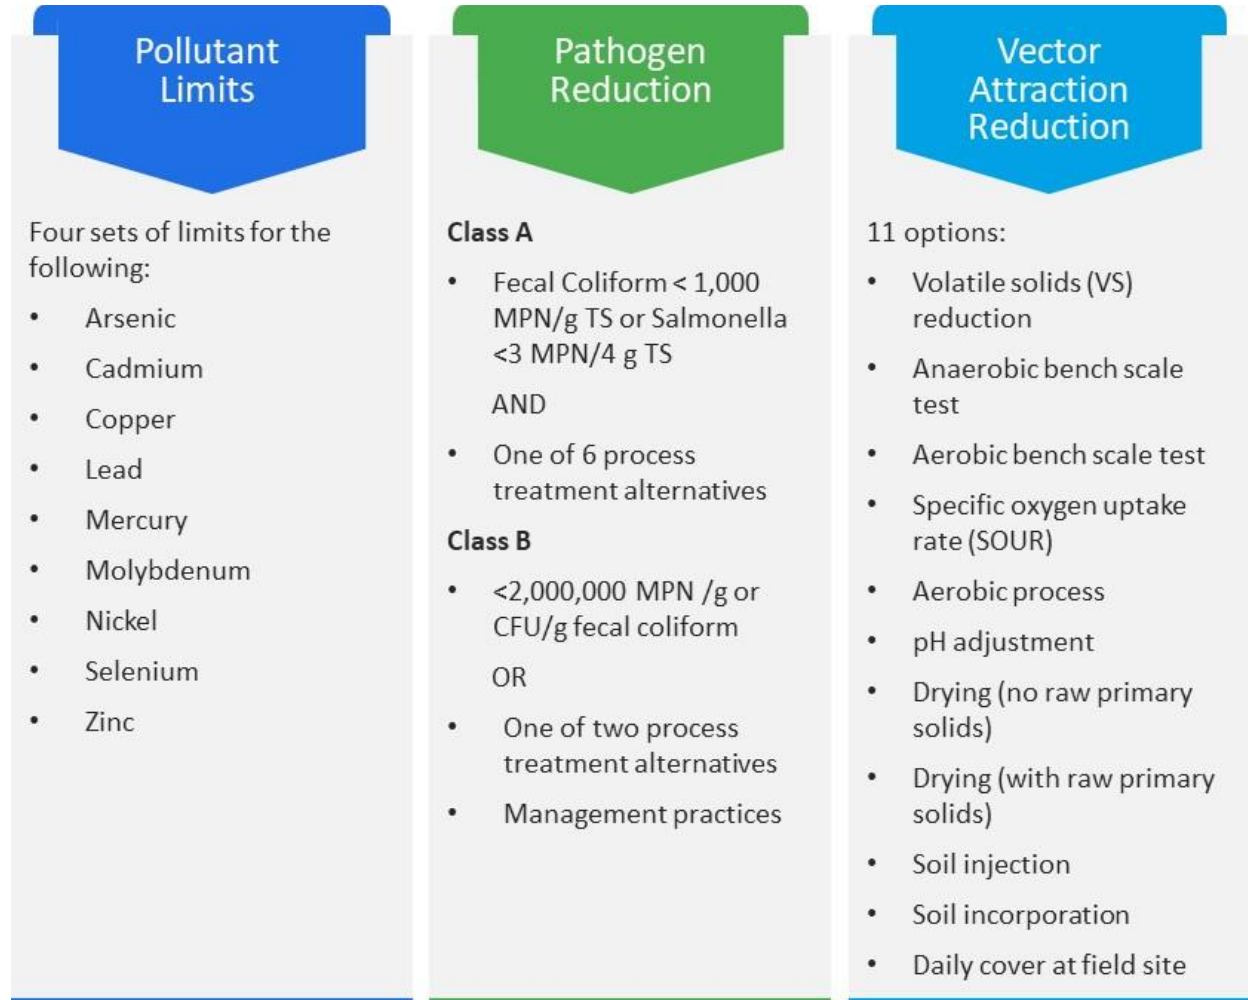 Pollutant
Limits
Four sets of limits for the
following:
• Arsenic
• Cadmium
• Copper
• Lead
• Mercury
• Molybdenum
• Nickel
• Selenium
• Zinc
Pathogen
Reduction
Class A
• Fecal Coliform < 1,000
MPN/g TS or Salmonella
<3 MPN/4 g TS
AND
• One of 6 process
treatment alternatives
Class B
• <2,000,000 MPN /g or
CFU/g fecal coliform
OR
• One of two process
treatment alternatives
• Management practices
Vector
Attraction
Reduction
11 options:
• Volatile solids (VS)
reduction
• Anaerobic bench scale
test
• Aerobic bench scale test
• Specific oxygen uptake
rate (SOUR)
• Aerobic process
• pH adjustment
• Drying (no raw primary
solids)
• Drying (with raw primary
solids)
• Soil injection
• Soil incorporation
• Daily cover at field site